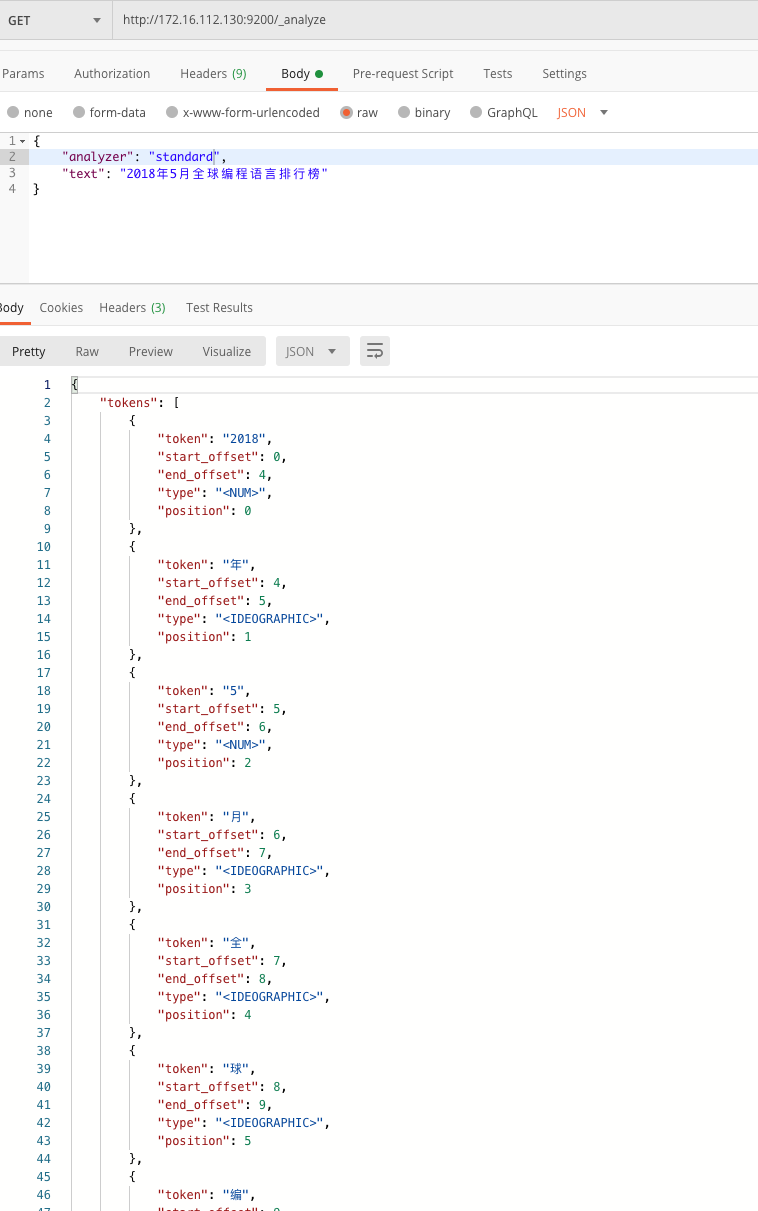 GET http://172.16.112.130:9200/_analyze
Params Authorization Headers (9) Body Pre-request Script Tests Settings
none form-data x-www-form-urlencoded raw binary GraphQL JSON
1 {
2 "analyzer": "standard",
3 "text": "2018年5月全球编程语言排行榜"
4 }
Body Cookies Headers (3) Test Results
Pretty Raw Preview Visualize JSON
1 {
2 "tokens": [
3 {
4 "token": "2018",
5 "start_offset": 0,
6 "end_offset": 4,
7 "type": "<NUM>",
8 "position": 0
9 },
10 {
11 "token": "年",
12 "start_offset": 4,
13 "end_offset": 5,
14 "type": "<IDEOGRAPHIC>",
15 "position": 1
16 },
17 {
18 "token": "5",
19 "start_offset": 5,
20 "end_offset": 6,
21 "type": "<NUM>",
22 "position": 2
23 },
24 {
25 "token": "月",
26 "start_offset": 6,
27 "end_offset": 7,
28 "type": "<IDEOGRAPHIC>",
29 "position": 3
30 },
31 {
32 "token": "全",
33 "start_offset": 7,
34 "end_offset": 8,
35 "type": "<IDEOGRAPHIC>",
36 "position": 4
37 },
38 {
39 "token": "球",
40 "start_offset": 8,
41 "end_offset": 9,
42 "type": "<IDEOGRAPHIC>",
43 "position": 5
44 },
45 {
46 "token": "编",
47 "start_offset": 9